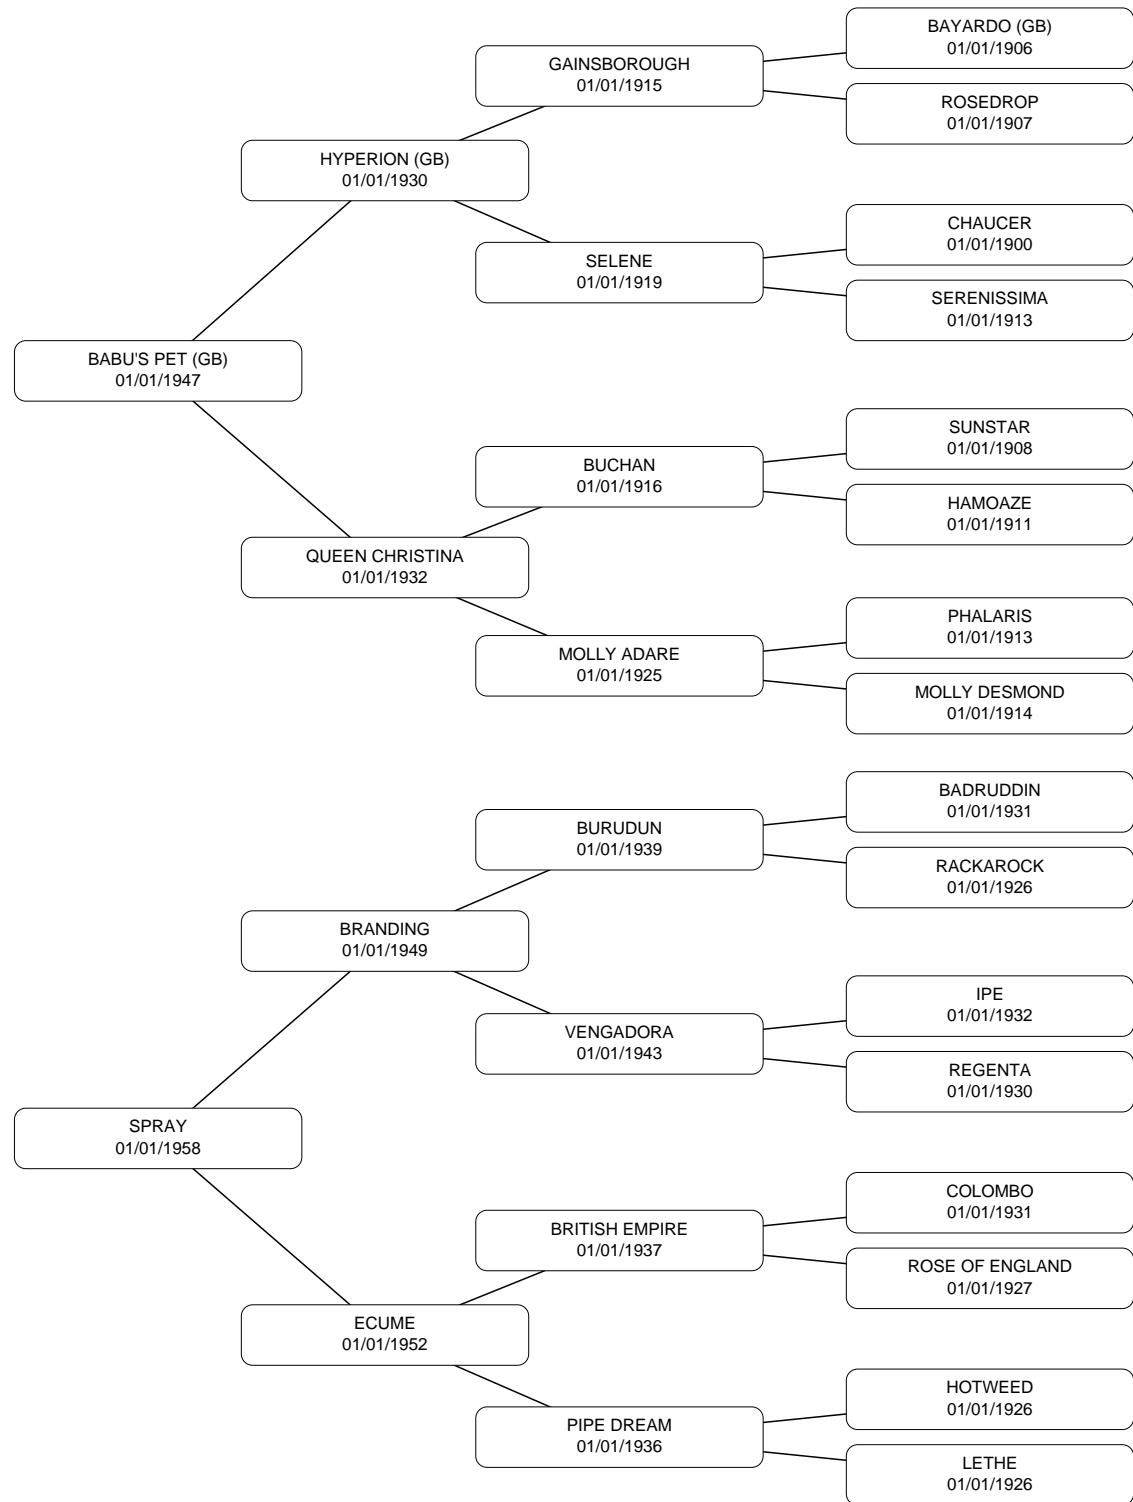 BAYARDO (GB)
01/01/1906
GAINSBOROUGH
01/01/1915
ROSEDROP
01/01/1907
HYPERION (GB)
01/01/1930
CHAUCER
01/01/1900
SELENE
01/01/1919
SERENISSIMA
01/01/1913
BABU'S PET (GB)
01/01/1947
SUNSTAR
01/01/1908
BUCHAN
01/01/1916
HAMOAZE
01/01/1911
QUEEN CHRISTINA
01/01/1932
PHALARIS
01/01/1913
MOLLY ADARE
01/01/1925
MOLLY DESMOND
01/01/1914
BADRUDDIN
01/01/1931
BURUDUN
01/01/1939
RACKAROCK
01/01/1926
BRANDING
01/01/1949
IPE
01/01/1932
VENGADORA
01/01/1943
REGENTA
01/01/1930
SPRAY
01/01/1958
COLOMBO
01/01/1931
BRITISH EMPIRE
01/01/1937
ROSE OF ENGLAND
01/01/1927
ECUME
01/01/1952
HOTWEED
01/01/1926
PIPE DREAM
01/01/1936
LETHE
01/01/1926